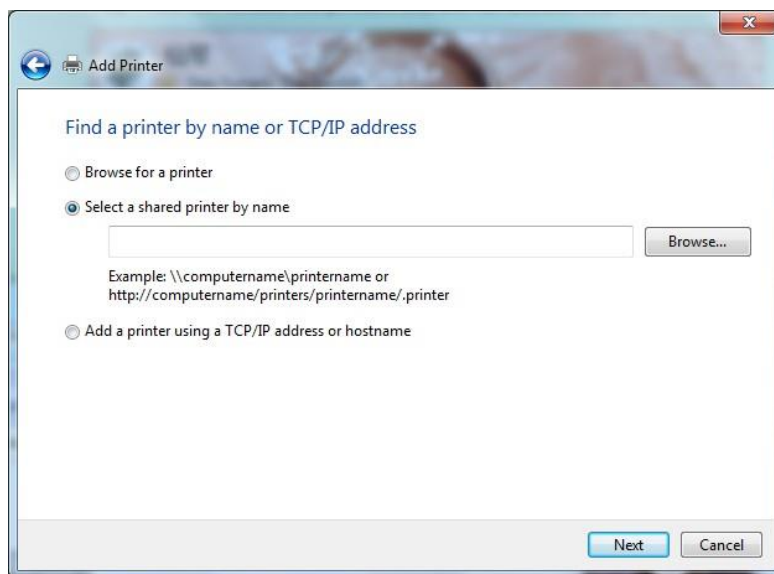 Add Printer
Find a printer by name or TCP/IP address
Browse for a printer
Select a shared printer by name
Browse...
Example: \\computername\printername or
http://computername/printers/printername/.printer
Add a printer using a TCP/IP address or hostname
Next
Cancel